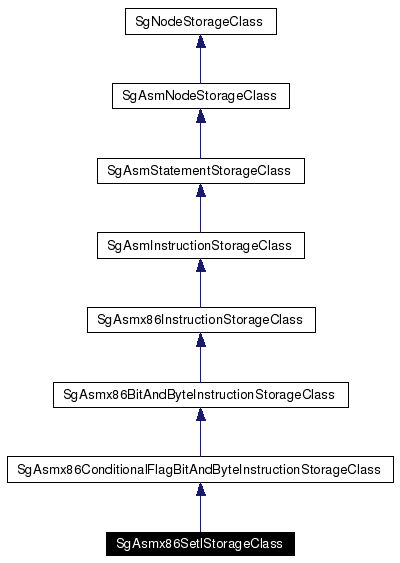 SgNodeStorageClass
SgAsmNodeStorageClass
SgAsmStatementStorageClass
SgAsmInstructionStorageClass
SgAsmx86InstructionStorageClass
SgAsmx86BitAndByteInstructionStorageClass
SgAsmx86ConditionalFlagBitAndByteInstructionStorageClass
SgAsmx86SetlStorageClass